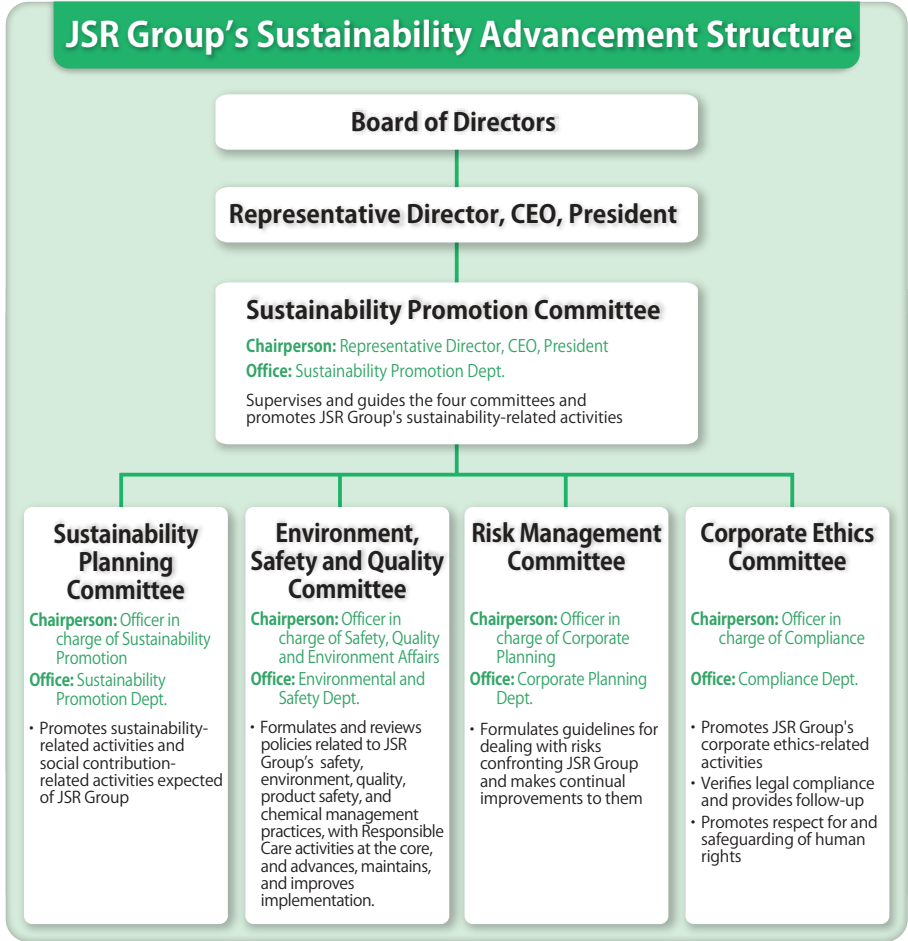 JSR Group’s Sustainability Advancement Structure
Board of Directors
Representative Director, CEO, President
Sustainability Promotion Committee
Chairperson: Representative Director, CEO, President
Office: Sustainability Promotion Dept.
Supervises and guides the four committees and
promotes JSR Group's sustainability-related activities
Sustainability
Planning
Committee
Chairperson: Officer in
charge of Sustainability
Promotion
Office: Sustainability
Promotion Dept.
・Promotes sustainability-
related activities and
social contribution-
related activities expected
of JSR Group
Environment,
Safety and Quality
Committee
Chairperson: Officer in
charge of Safety, Quality
and Environment Affairs
Office: Environmental and
Safety Dept.
・Formulates and reviews
policies related to JSR
Group’s safety,
environment, quality,
product safety, and
chemical management
practices, with Responsible
Care activities at the core,
and advances, maintains,
and improves
implementation.
Risk Management
Committee
Chairperson: Officer in
charge of Corporate
Planning
Office: Corporate Planning
Dept.
・Formulates guidelines for
dealing with risks
confronting JSR Group
and makes continual
improvements to them
Corporate Ethics
Committee
Chairperson: Officer in
charge of Compliance
Office: Compliance Dept.
・Promotes JSR Group's
corporate ethics-related
activities
・Verifies legal compliance
and provides follow-up
・Promotes respect for and
safeguarding of human
rights